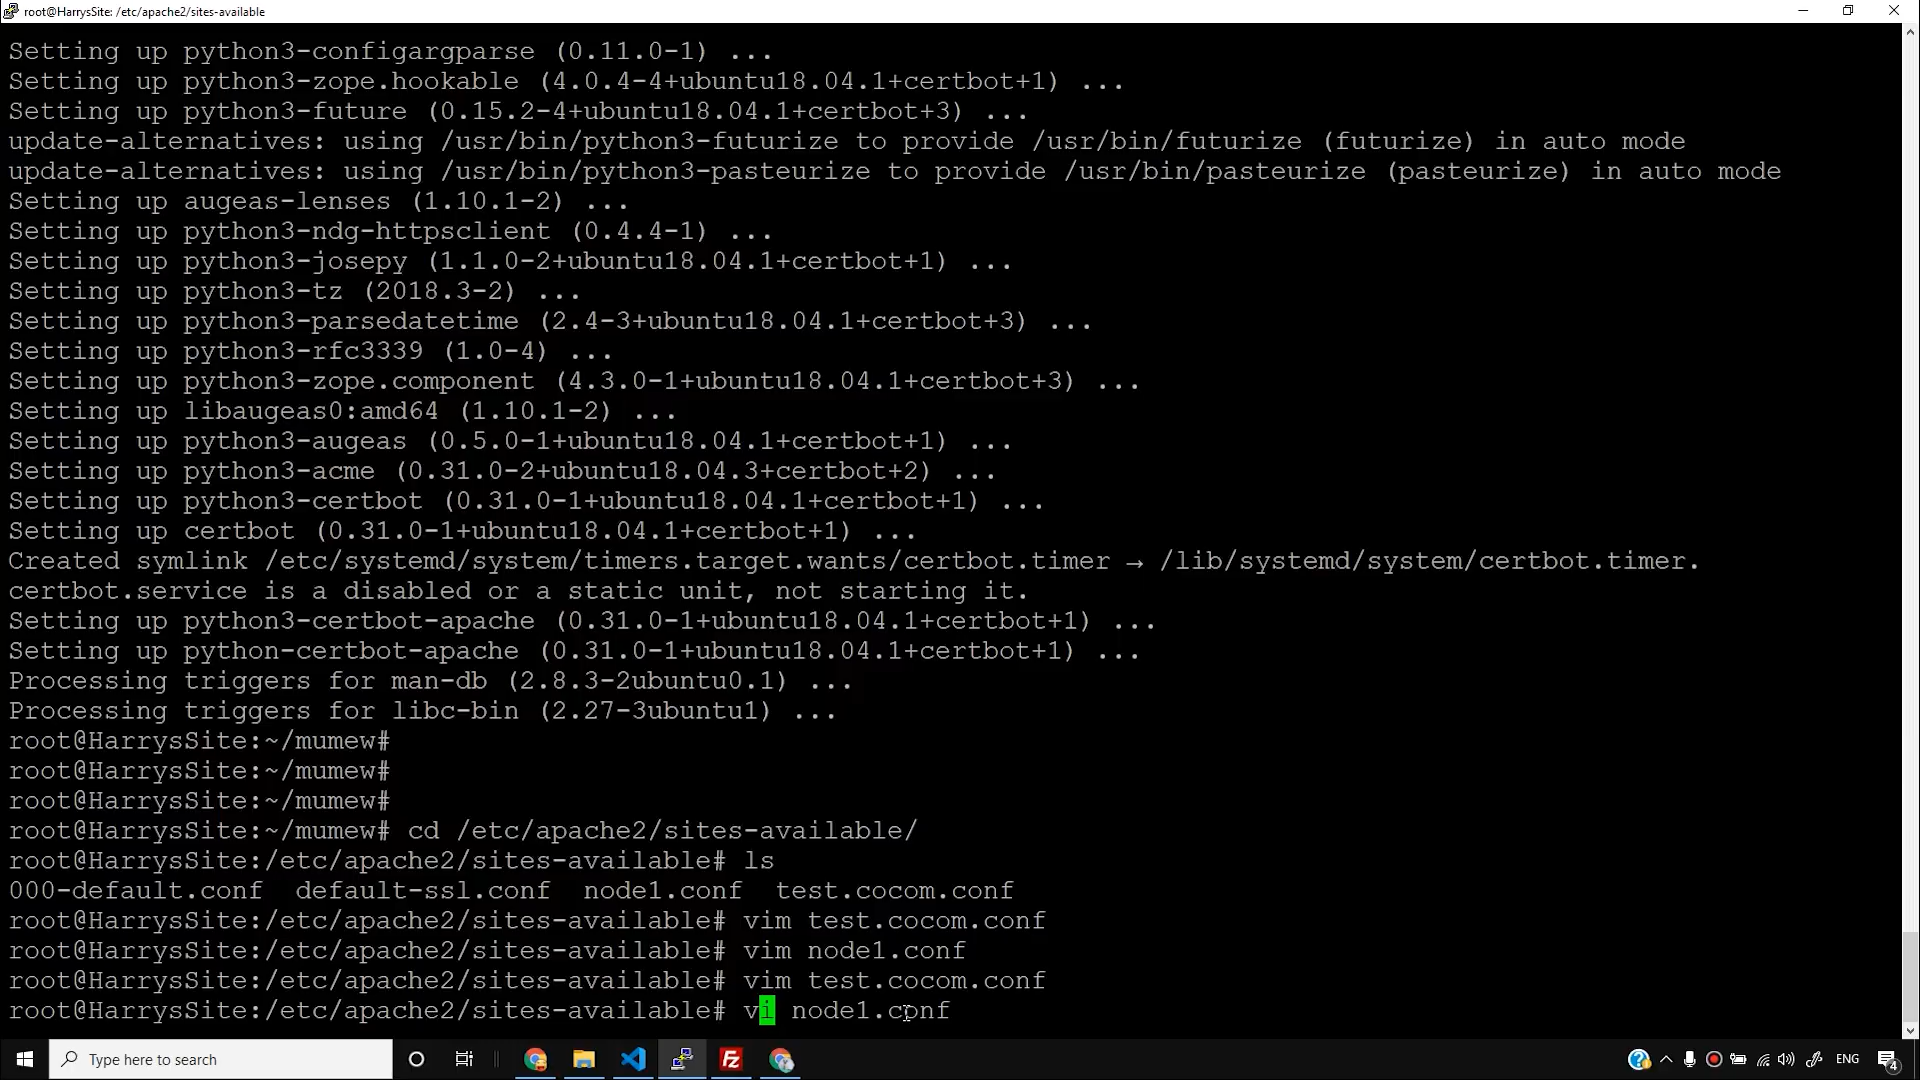 root@HarrysSite: /etc/apache2/sites-available
Setting up python3-configargparse (0.11.0-1) ...
Setting up python3-zope.hookable (4.0.4-4+ubuntu18.04.1+certbot+1) ...
Setting up python3-future (0.15.2-4+ubuntu18.04.1+certbot+3) ...
update-alternatives: using /usr/bin/python3-futurize to provide /usr/bin/futurize (futurize) in auto mode
update-alternatives: using /usr/bin/python3-pasteurize to provide /usr/bin/pasteurize (pasteurize) in auto mode
Setting up augeas-lenses (1.10.1-2) ...
Setting up python3-ndg-httpsclient (0.4.4-1) ...
Setting up python3-josepy (1.1.0-2+ubuntu18.04.1+certbot+1) ...
Setting up python3-tz (2018.3-2) ...
Setting up python3-parsedatetime (2.4-3+ubuntu18.04.1+certbot+3) ...
Setting up python3-rfc3339 (1.0-4) ...
Setting up python3-zope.component (4.3.0-1+ubuntu18.04.1+certbot+3) ...
Setting up libaugeas0:amd64 (1.10.1-2) ...
Setting up python3-augeas (0.5.0-1+ubuntu18.04.1+certbot+1) ...
Setting up python3-acme (0.31.0-2+ubuntu18.04.3+certbot+2) ...
Setting up python3-certbot (0.31.0-1+ubuntu18.04.1+certbot+1) ...
Setting up certbot (0.31.0-1+ubuntu18.04.1+certbot+1) ...
Created symlink /etc/systemd/system/timers.target.wants/certbot.timer → /lib/systemd/system/certbot.timer.
certbot.service is a disabled or a static unit, not starting it.
Setting up python3-certbot-apache (0.31.0-1+ubuntu18.04.1+certbot+1) ...
Setting up python-certbot-apache (0.31.0-1+ubuntu18.04.1+certbot+1) ...
Processing triggers for man-db (2.8.3-2ubuntu0.1) ...
Processing triggers for libc-bin (2.27-3ubuntu1) ...
root@HarrysSite:~/mumew#
root@HarrysSite:~/mumew#
root@HarrysSite:~/mumew#
root@HarrysSite:~/mumew# cd /etc/apache2/sites-available/
root@HarrysSite:/etc/apache2/sites-available# ls
000-default.conf  default-ssl.conf  node1.conf  test.cocom.conf
root@HarrysSite:/etc/apache2/sites-available# vim test.cocom.conf
root@HarrysSite:/etc/apache2/sites-available# vim node1.conf
root@HarrysSite:/etc/apache2/sites-available# vim test.cocom.conf
root@HarrysSite:/etc/apache2/sites-available# vi node1.conf
Type here to search
ENG
4